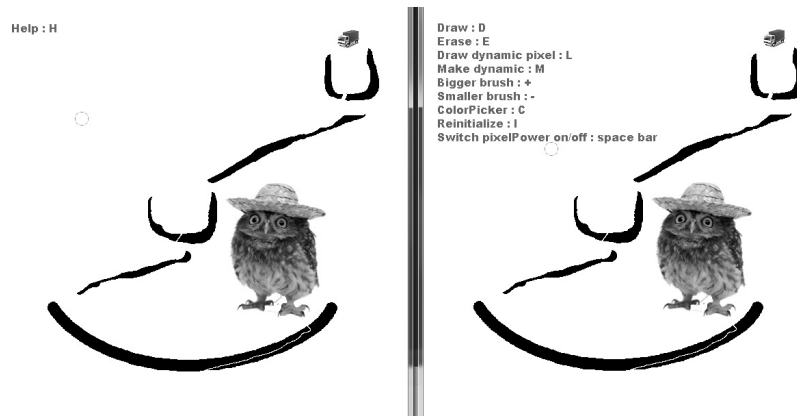 Help : H
Draw : D
Erase : E
Draw dynamic pixel : L
Make dynamic : M
Bigger brush : +
Smaller brush : -
ColorPicker : C
Reinitialize : I
Switch pixelPower on/off : space bar